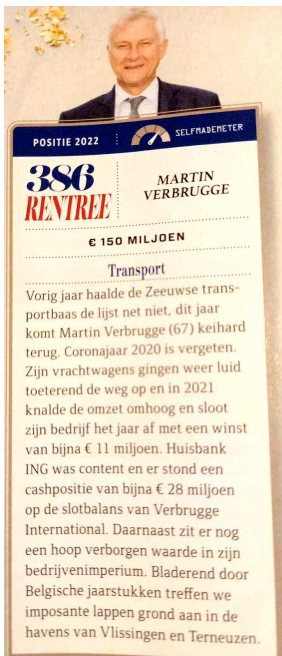 POSITIE 2022
SELFMADEMETER
386
RENTREE
MARTIN
VERBRUGGE
€ 150 MILJOEN
Transport
Vorig jaar haalde de Zeeuwse trans-
portbaas de lijst net niet, dit jaar
komt Martin Verbrugge (67) keihard
terug. Coronajaar 2020 is vergeten.
Zijn vrachtwagens gingen weer luid
toeterend de weg op en in 2021
knalde de omzet omhoog en sloot
zijn bedrijf het jaar af met een winst
van bijna € 11 miljoen. Huisbank
ING was content en er stond een
cashpositie van bijna € 28 miljoen
op de slotbalans van Verbrugge
International. Daarnaast zit er nog
een hoop verborgen waarde in zijn
bedrijvenimperium. Bladerend door
Belgische jaarstukken treffen we
imposante lappen grond aan in de
havens van Vlissingen en Terneuzen.